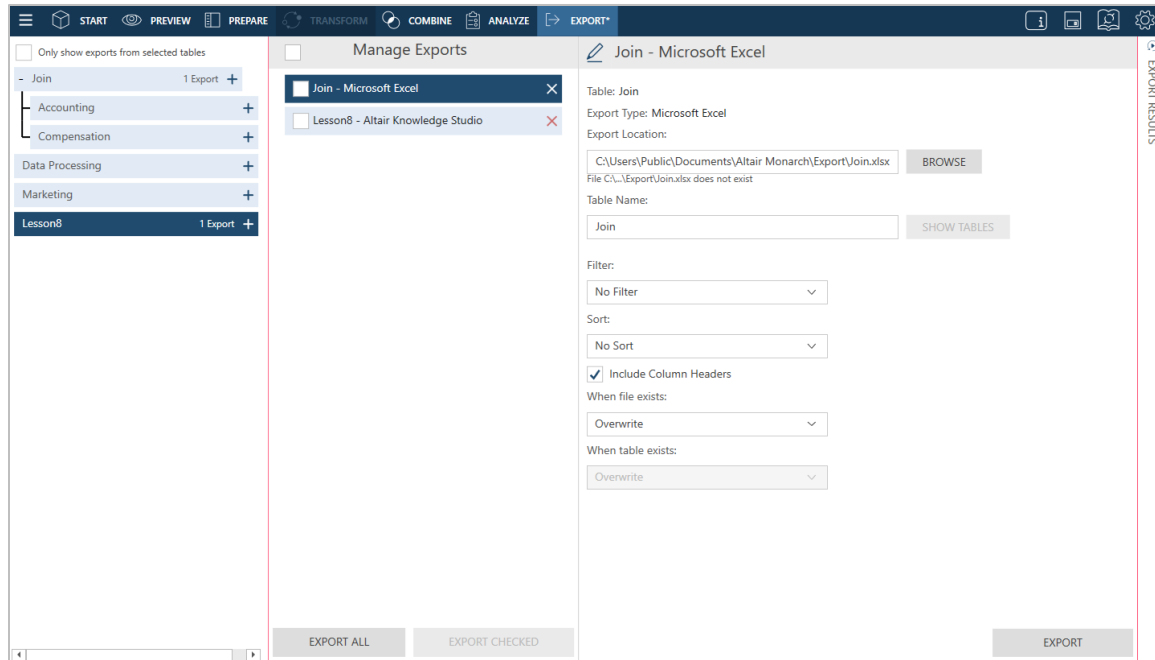 START PREVIEW PREPARE TRANSFORM COMBINE ANALYZE EXPORT*
Only show exports from selected tables
- Join 1 Export +
Accounting +
Compensation +
Data Processing +
Marketing +
Lesson8 1 Export +
Manage Exports
Join - Microsoft Excel
Lesson8 - Altair Knowledge Studio
EXPORT ALL EXPORT CHECKED
Join - Microsoft Excel
Table: Join
Export Type: Microsoft Excel
Export Location:
C:\Users\Public\Documents\Altair Monarch\Export\Join.xlsx BROWSE
File C:\...\Export\Join.xlsx does not exist
Table Name:
Join SHOW TABLES
Filter:
No Filter
Sort:
No Sort
Include Column Headers
When file exists:
Overwrite
When table exists:
Overwrite
EXPORT
EXPORT RESULTS